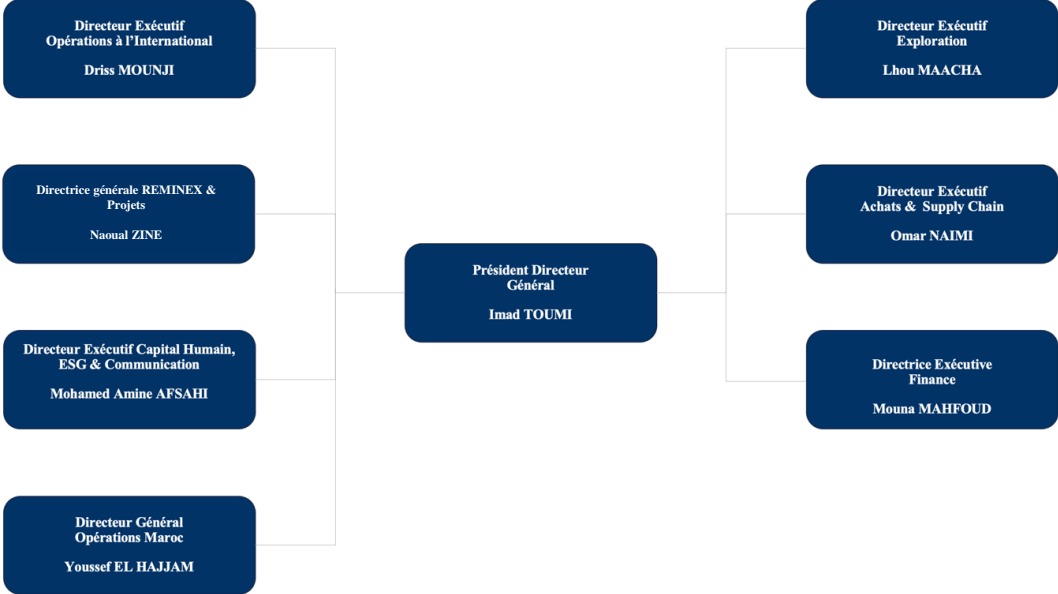 Directeur Exécutif
Opérations à l’International
Driss MOUNJI
Directrice générale REMINEX &
Projets
Naoual ZINE
Directeur Exécutif Capital Humain,
ESG & Communication
Mohamed Amine AFSAHI
Directeur Général
Opérations Maroc
Youssef EL HAJJAM
Président Directeur
Général
Imad TOUMI
Directeur Exécutif
Exploration
Lhou MAACHA
Directeur Exécutif
Achats & Supply Chain
Omar NAIMI
Directrice Exécutive
Finance
Mouna MAHFOUD